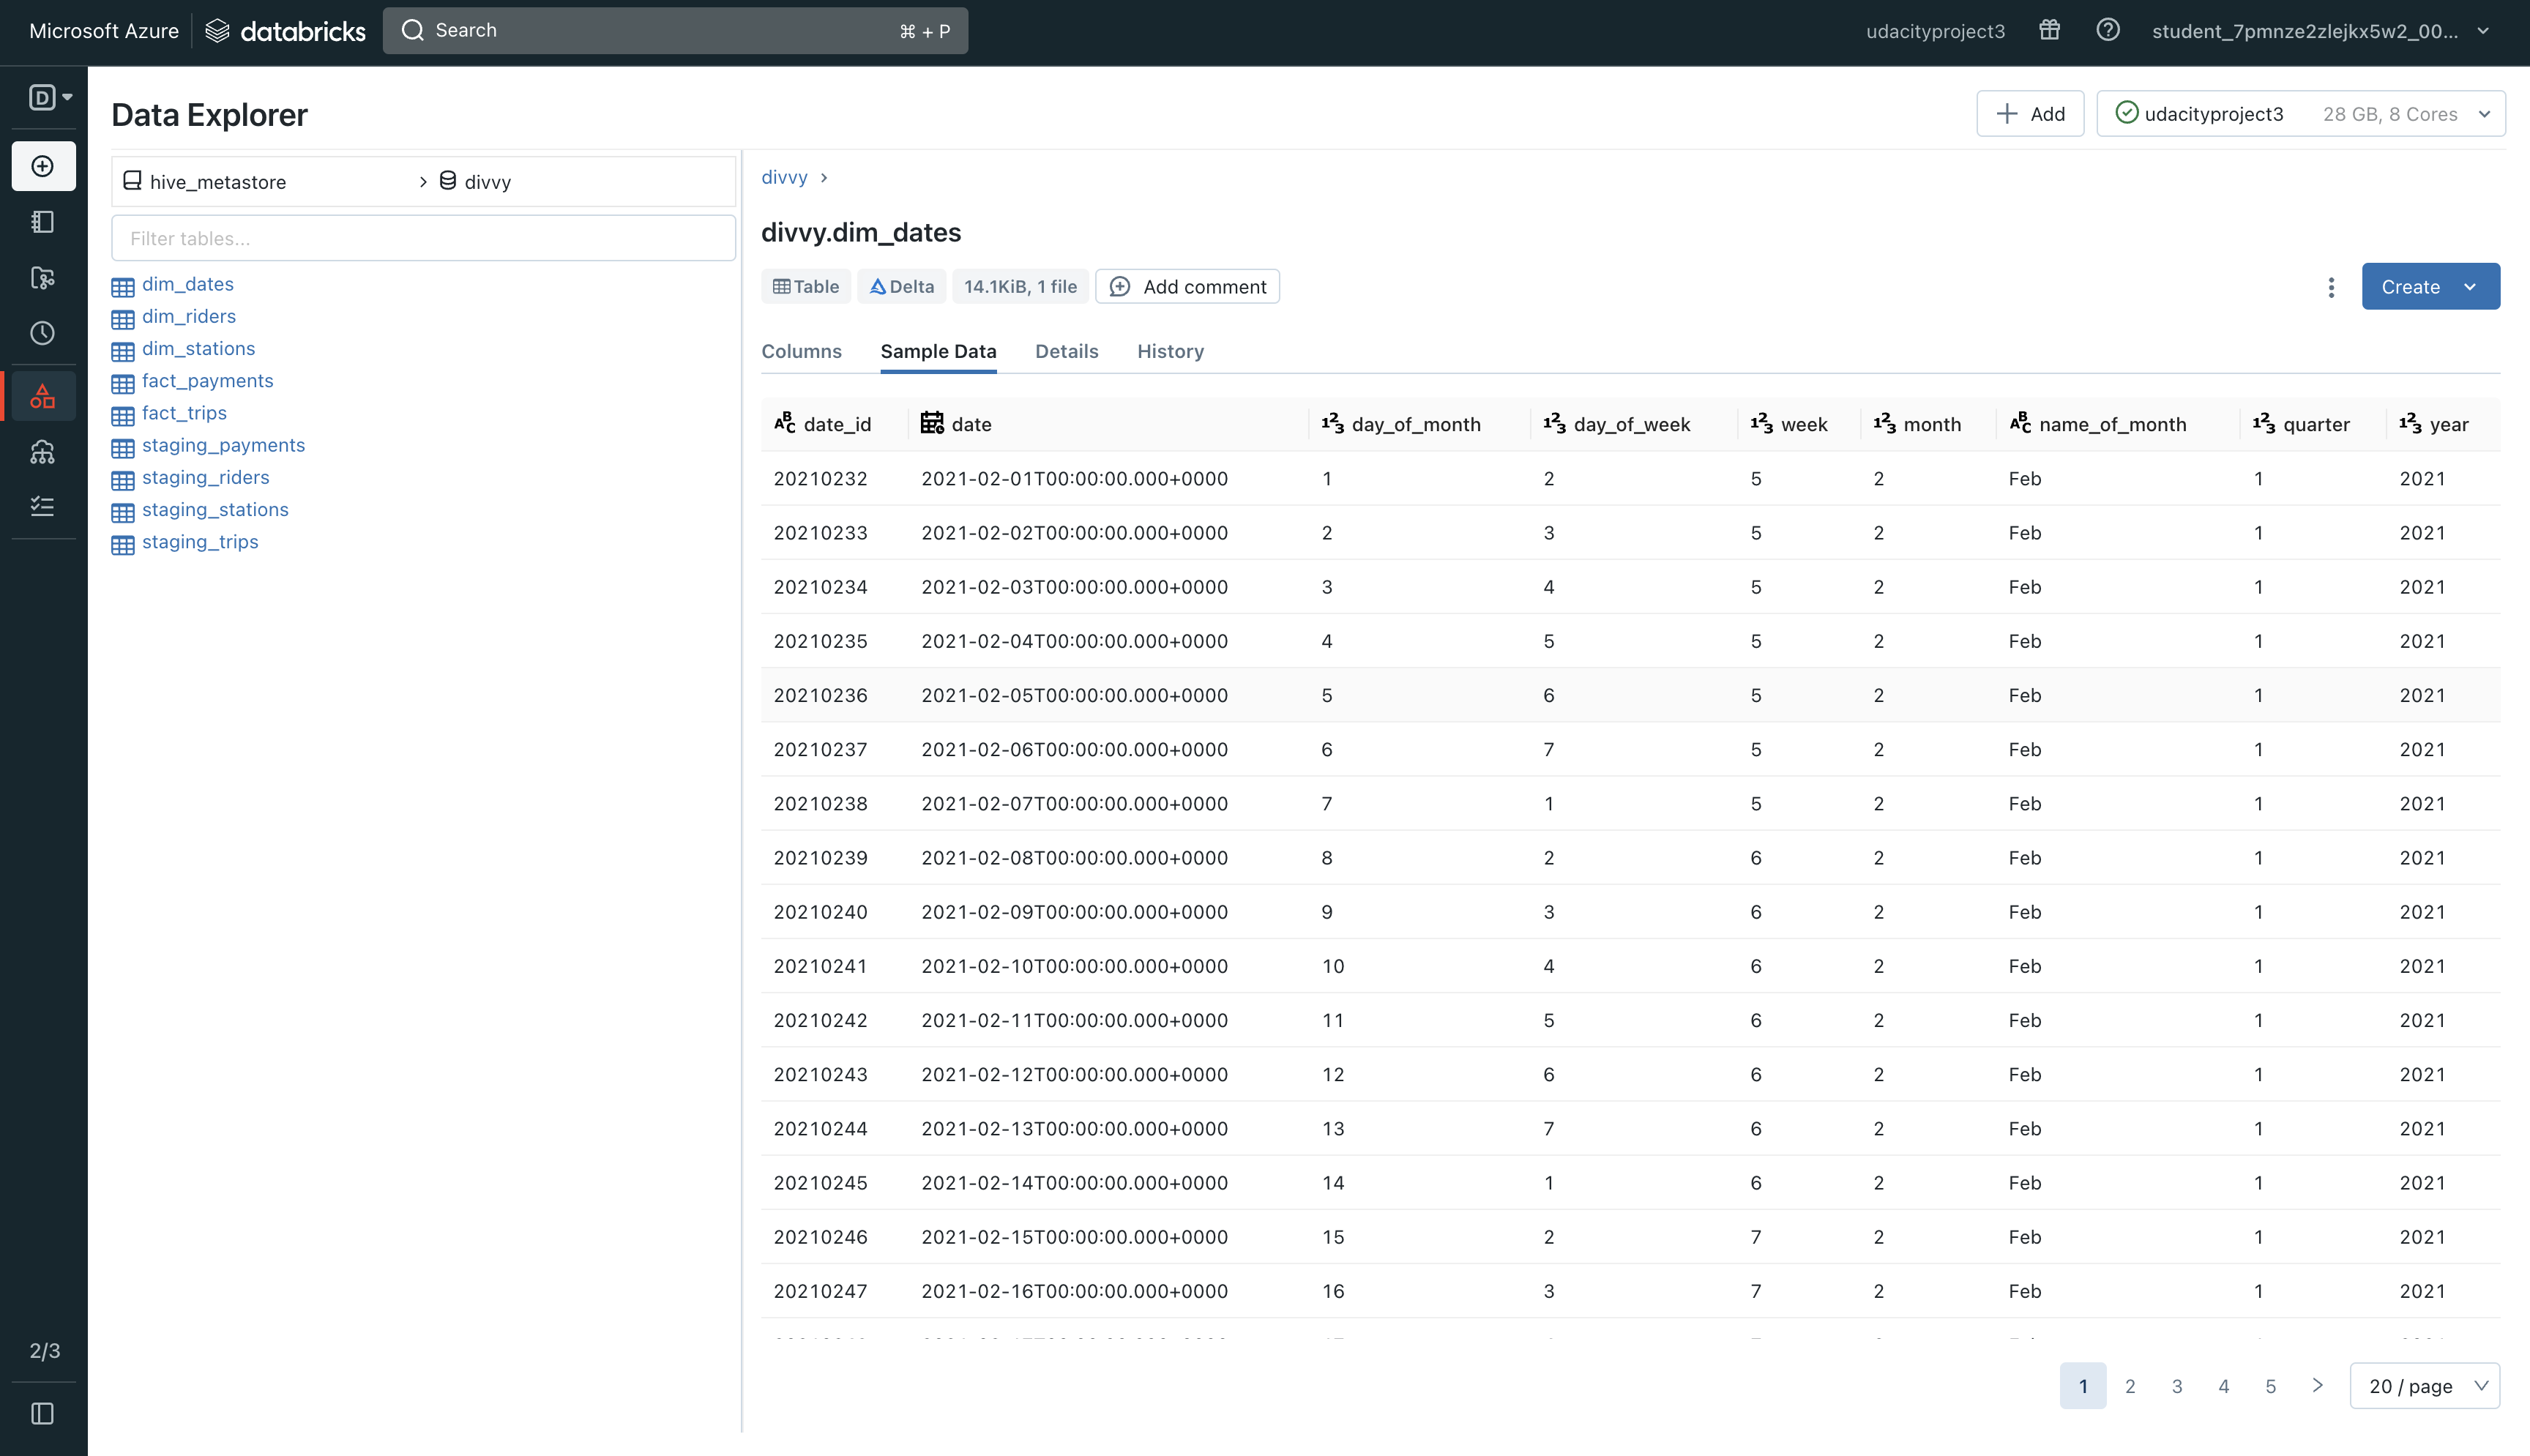 Microsoft Azure databricks Search ⌘ + P udacityproject3 student_7pmnze2zlejkx5w2_00...
D
Data Explorer
Add udacityproject3 28 GB, 8 Cores
hive_metastore > divvy
Filter tables...
dim_dates
dim_riders
dim_stations
fact_payments
fact_trips
staging_payments
staging_riders
staging_stations
staging_trips
2/3
divvy >
divvy.dim_dates
Table Delta 14.1KiB, 1 file Add comment Create
Columns Sample Data Details History
date_id date day_of_month day_of_week week month name_of_month quarter year
20210232 2021-02-01T00:00:00.000+0000 1 2 5 2 Feb 1 2021
20210233 2021-02-02T00:00:00.000+0000 2 3 5 2 Feb 1 2021
20210234 2021-02-03T00:00:00.000+0000 3 4 5 2 Feb 1 2021
20210235 2021-02-04T00:00:00.000+0000 4 5 5 2 Feb 1 2021
20210236 2021-02-05T00:00:00.000+0000 5 6 5 2 Feb 1 2021
20210237 2021-02-06T00:00:00.000+0000 6 7 5 2 Feb 1 2021
20210238 2021-02-07T00:00:00.000+0000 7 1 5 2 Feb 1 2021
20210239 2021-02-08T00:00:00.000+0000 8 2 6 2 Feb 1 2021
20210240 2021-02-09T00:00:00.000+0000 9 3 6 2 Feb 1 2021
20210241 2021-02-10T00:00:00.000+0000 10 4 6 2 Feb 1 2021
20210242 2021-02-11T00:00:00.000+0000 11 5 6 2 Feb 1 2021
20210243 2021-02-12T00:00:00.000+0000 12 6 6 2 Feb 1 2021
20210244 2021-02-13T00:00:00.000+0000 13 7 6 2 Feb 1 2021
20210245 2021-02-14T00:00:00.000+0000 14 1 6 2 Feb 1 2021
20210246 2021-02-15T00:00:00.000+0000 15 2 7 2 Feb 1 2021
20210247 2021-02-16T00:00:00.000+0000 16 3 7 2 Feb 1 2021
1 2 3 4 5 > 20 / page